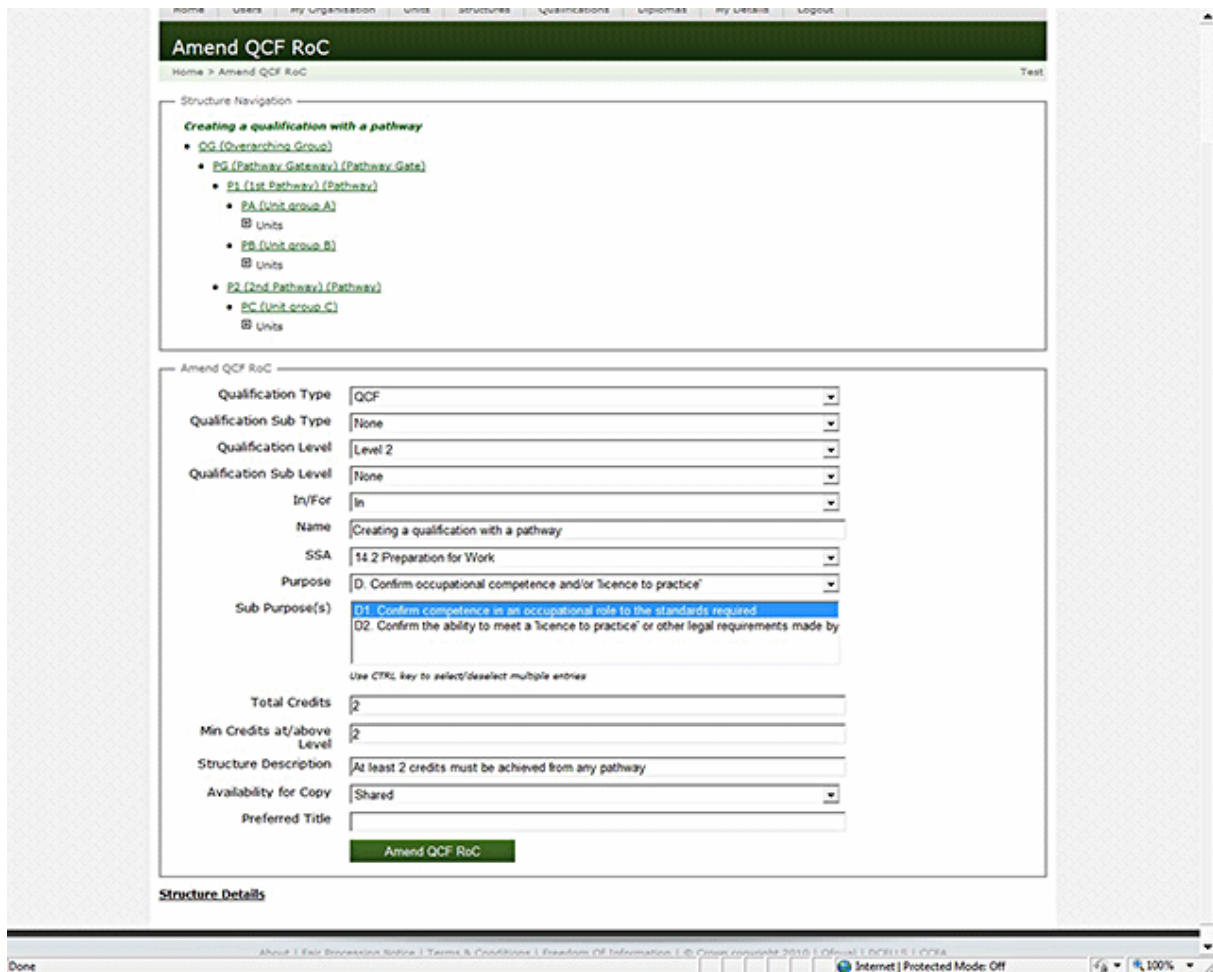 Home Users My Organisation Units Structures Qualifications Diplomas My Details Logout
Amend QCF RoC
Home > Amend QCF RoC Test
Structure Navigation
Creating a qualification with a pathway
OG (Overarching Group)
PG (Pathway Gateway) (Pathway Gate)
P1 (1st Pathway) (Pathway)
PA (Unit group A)
Units
PB (Unit group B)
Units
P2 (2nd Pathway) (Pathway)
PC (Unit group C)
Units
Amend QCF RoC
Qualification Type QCF
Qualification Sub Type None
Qualification Level Level 2
Qualification Sub Level None
In/For In
Name Creating a qualification with a pathway
SSA 14.2 Preparation for Work
Purpose D. Confirm occupational competence and/or 'licence to practice'
Sub Purpose(s) D1. Confirm competence in an occupational role to the standards required
D2. Confirm the ability to meet a 'licence to practice' or other legal requirements made by
Use CTRL key to select/deselect multiple entries
Total Credits 2
Min Credits at/above Level 2
Structure Description At least 2 credits must be achieved from any pathway
Availability for Copy Shared
Preferred Title
Amend QCF RoC
Structure Details
About | Fair Processing Notice | Terms & Conditions | Freedom Of Information | © Crown copyright 2010 | Ofqual | DCELLS | CCEA
Done Internet | Protected Mode: Off 100%